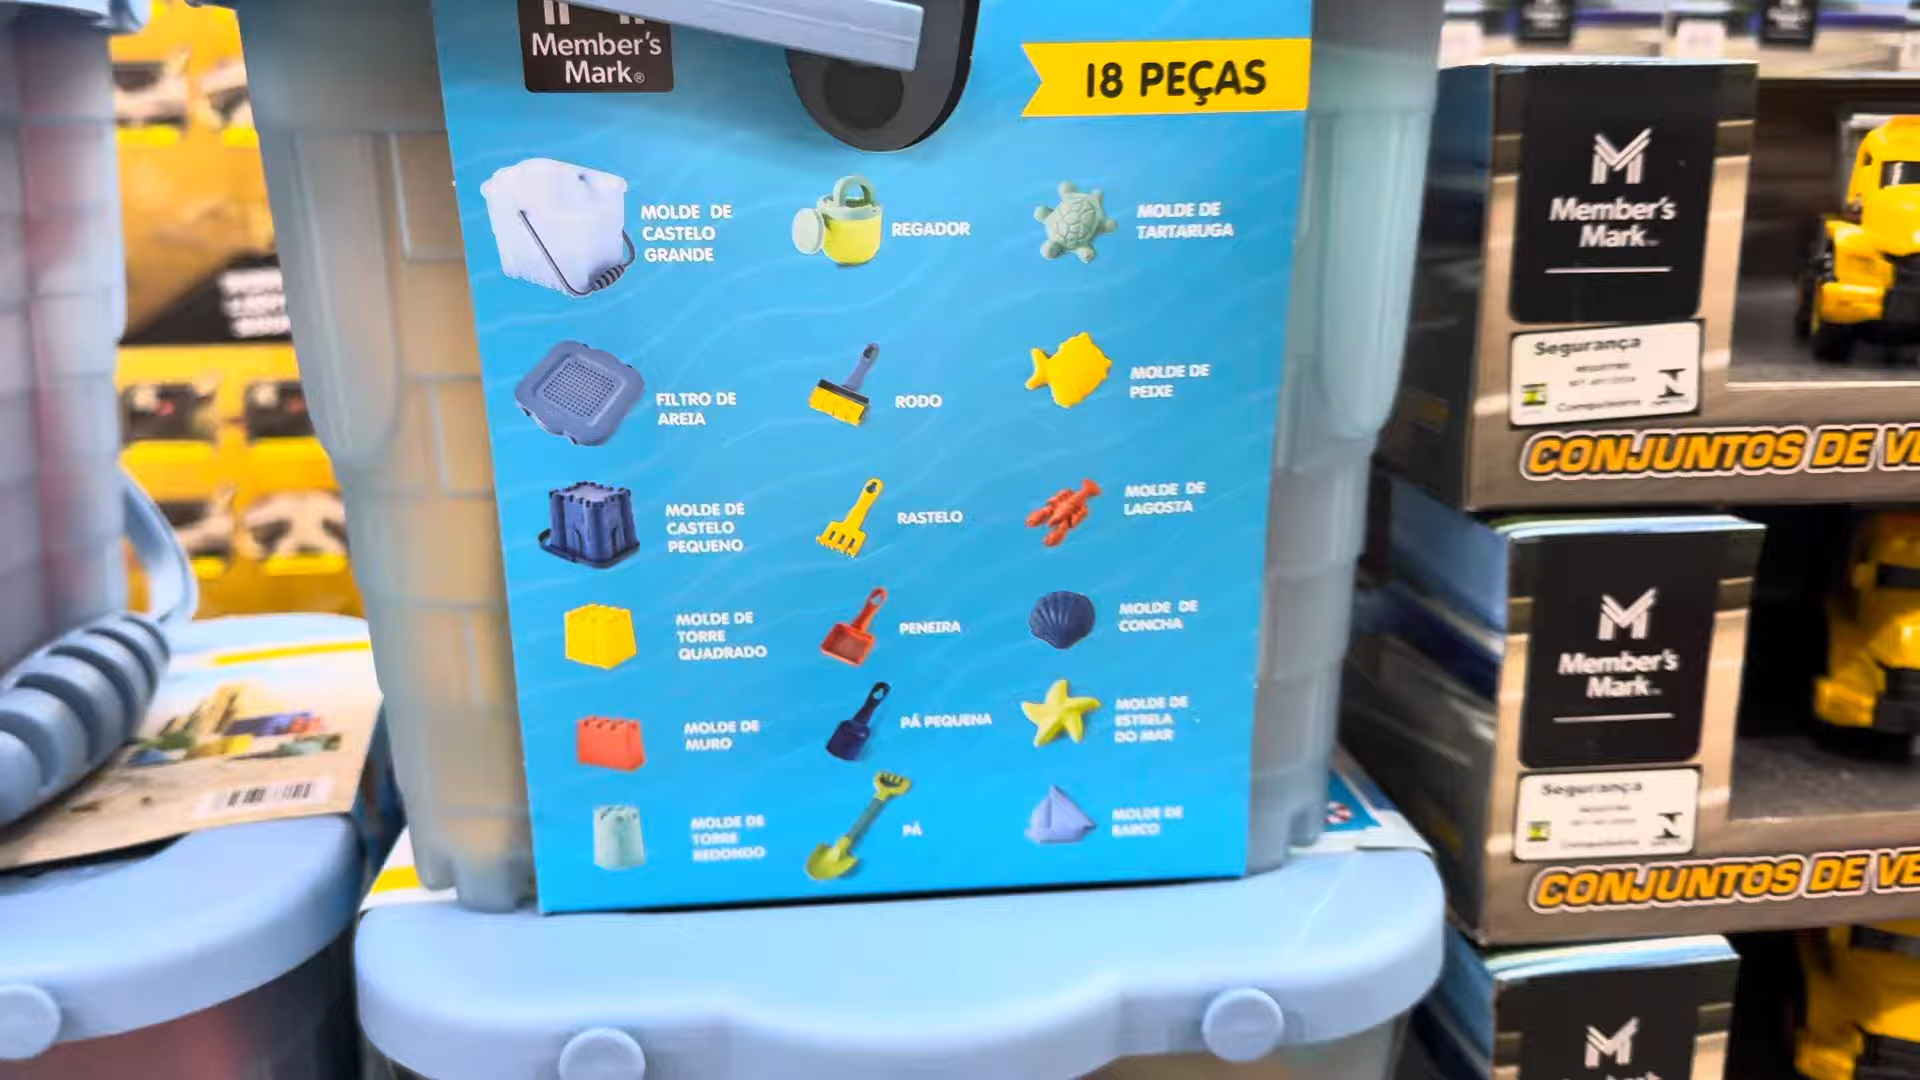 Member's
Mark®
18 PEÇAS
MOLDE DE
CASTELO
GRANDE
REGADOR
MOLDE DE
TARTARUGA
FILTRO DE
AREIA
RODO
MOLDE DE
PEIXE
MOLDE DE
CASTELO
PEQUENO
RASTELO
MOLDE DE
LAGOSTA
MOLDE DE
TORRE
QUADRADO
PENEIRA
MOLDE DE
CONCHA
MOLDE DE
MURO
PÁ PEQUENA
MOLDE DE
ESTRELA
DO MAR
MOLDE DE
TORRE
REDONDO
PÁ
MOLDE DE
BARCO
Member's
Mark
Segurança
Compulsório
CONJUNTOS DE VE
Member's
Mark
Segurança
CONJUNTOS DE VE